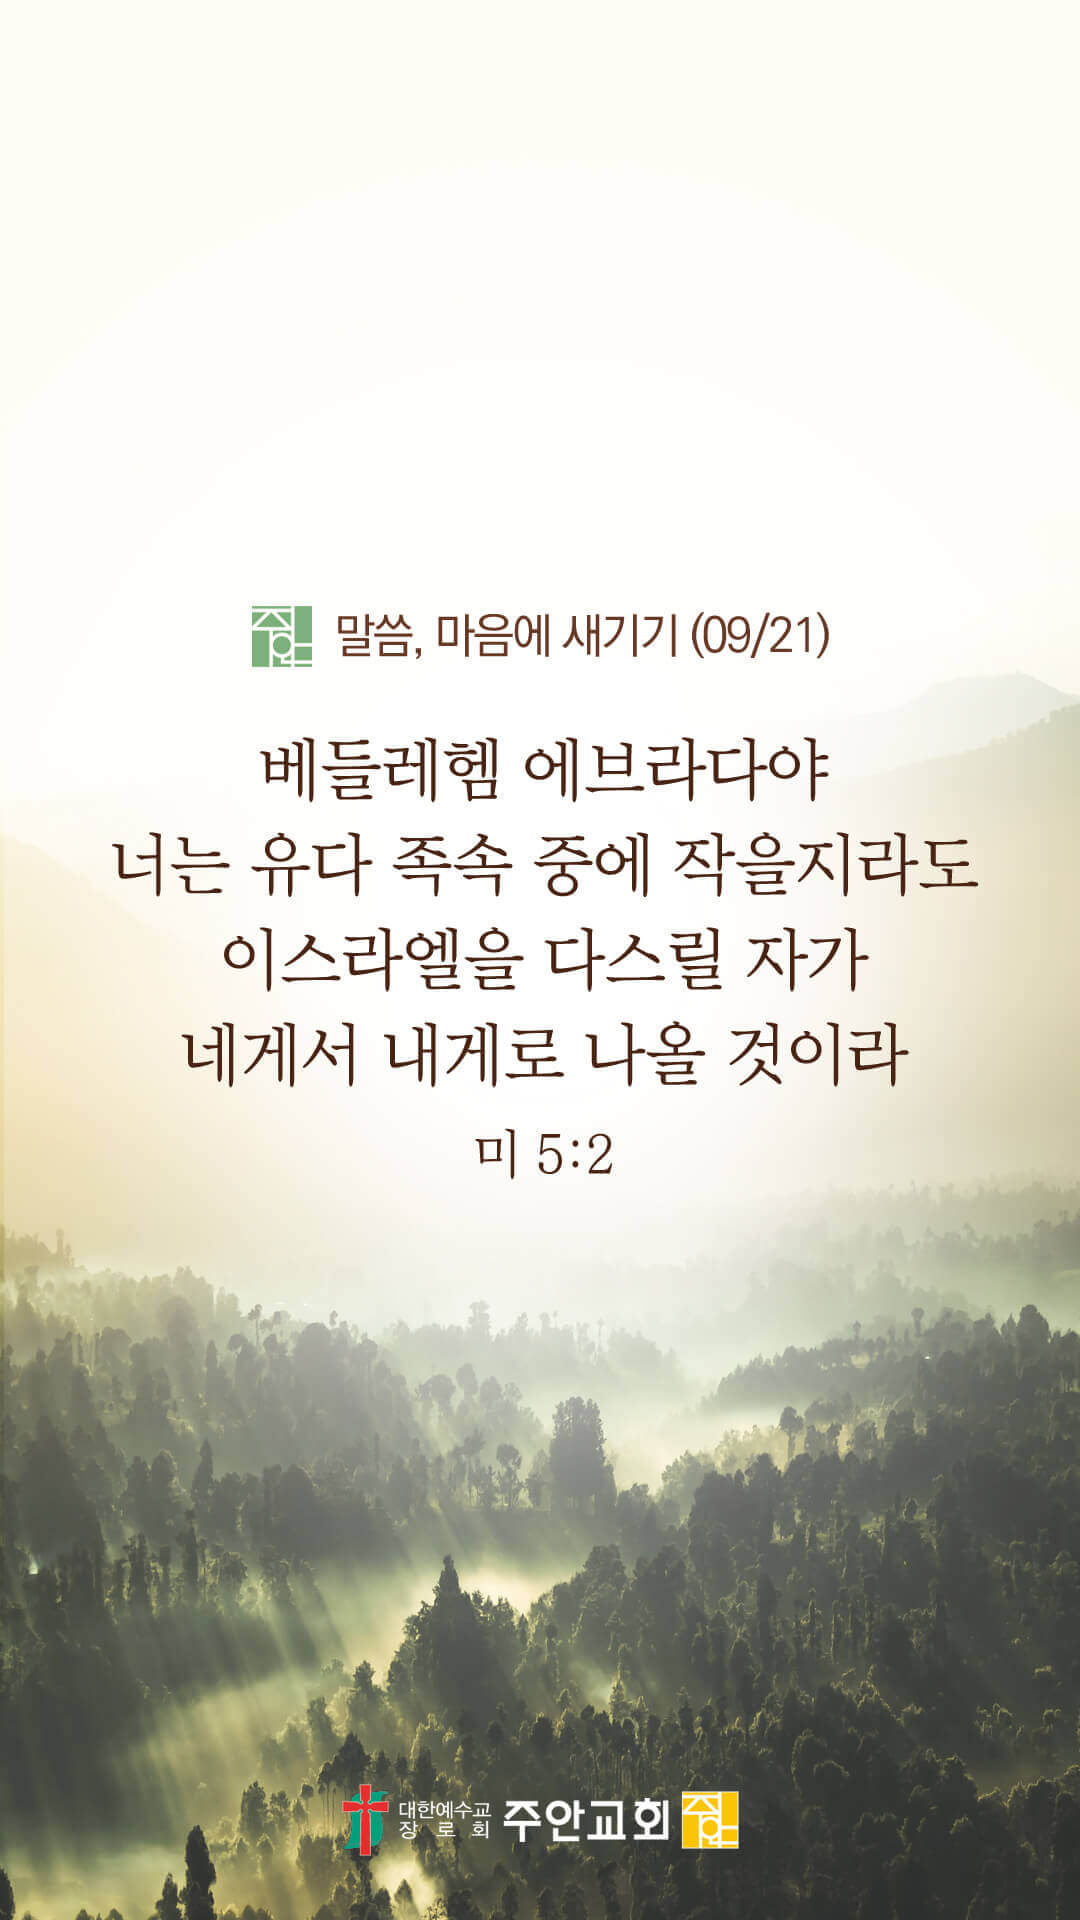 말씀, 마음에 새기기 (09/21)
베들레헴 에브라다야
너는 유다 족속 중에 작을지라도
이스라엘을 다스릴 자가
네게서 내게로 나올 것이라
미 5:2
대한예수교
장로회
주안교회